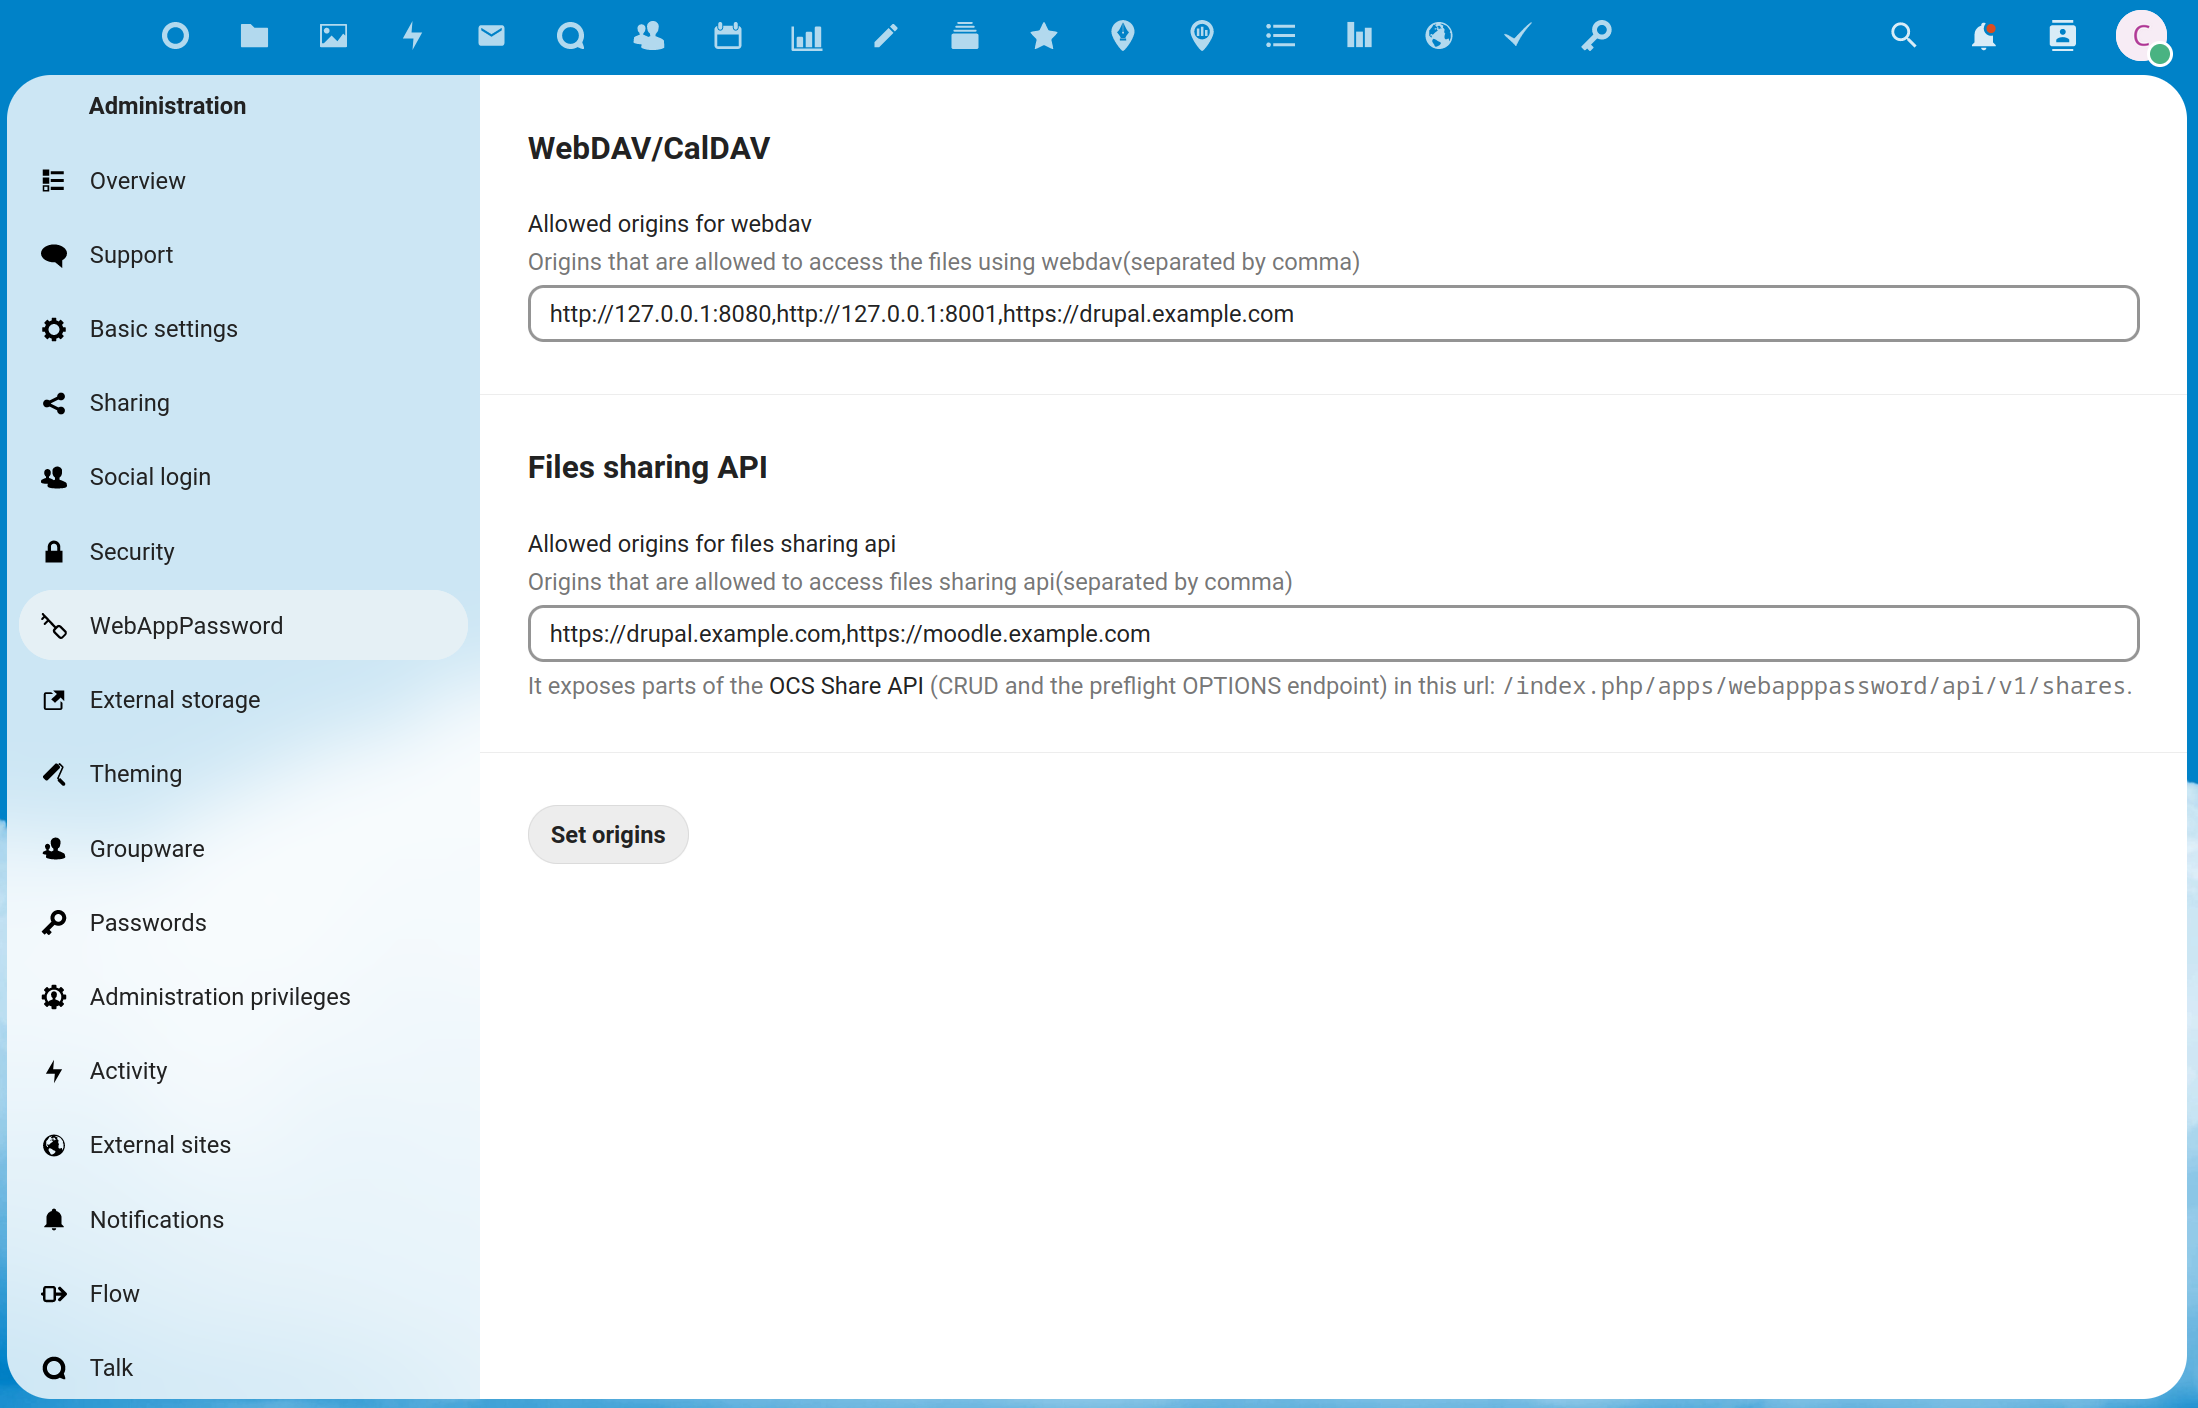 C
Administration
Overview
Support
Basic settings
Sharing
Social login
Security
WebAppPassword
External storage
Theming
Groupware
Passwords
Administration privileges
Activity
External sites
Notifications
Flow
Talk
WebDAV/CalDAV
Allowed origins for webdav
Origins that are allowed to access the files using webdav(separated by comma)
http://127.0.0.1:8080,http://127.0.0.1:8001,https://drupal.example.com
Files sharing API
Allowed origins for files sharing api
Origins that are allowed to access files sharing api(separated by comma)
https://drupal.example.com,https://moodle.example.com
It exposes parts of the OCS Share API (CRUD and the preflight OPTIONS endpoint) in this url: /index.php/apps/webapppassword/api/v1/shares.
Set origins